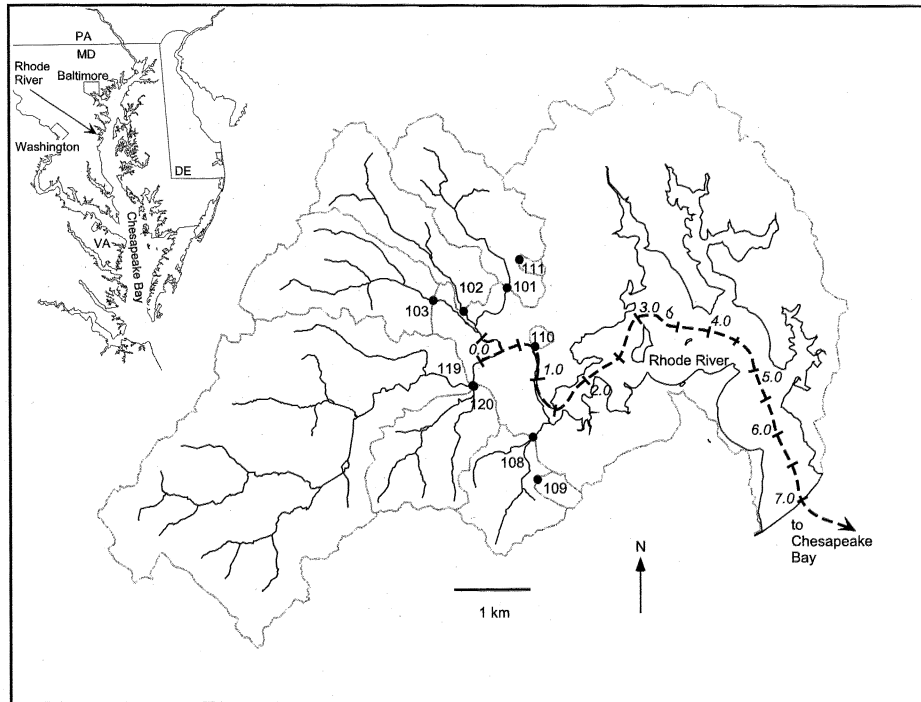 PA
MD
Rhode
River
Baltimore
Washington
DE
VA
Chesapeake Bay
111
101
102
103
0.0
110
119
120
1.0
2.0
3.0
4.0
Rhode River
5.0
6.0
7.0
108
109
to
Chesapeake
Bay
N
1 km